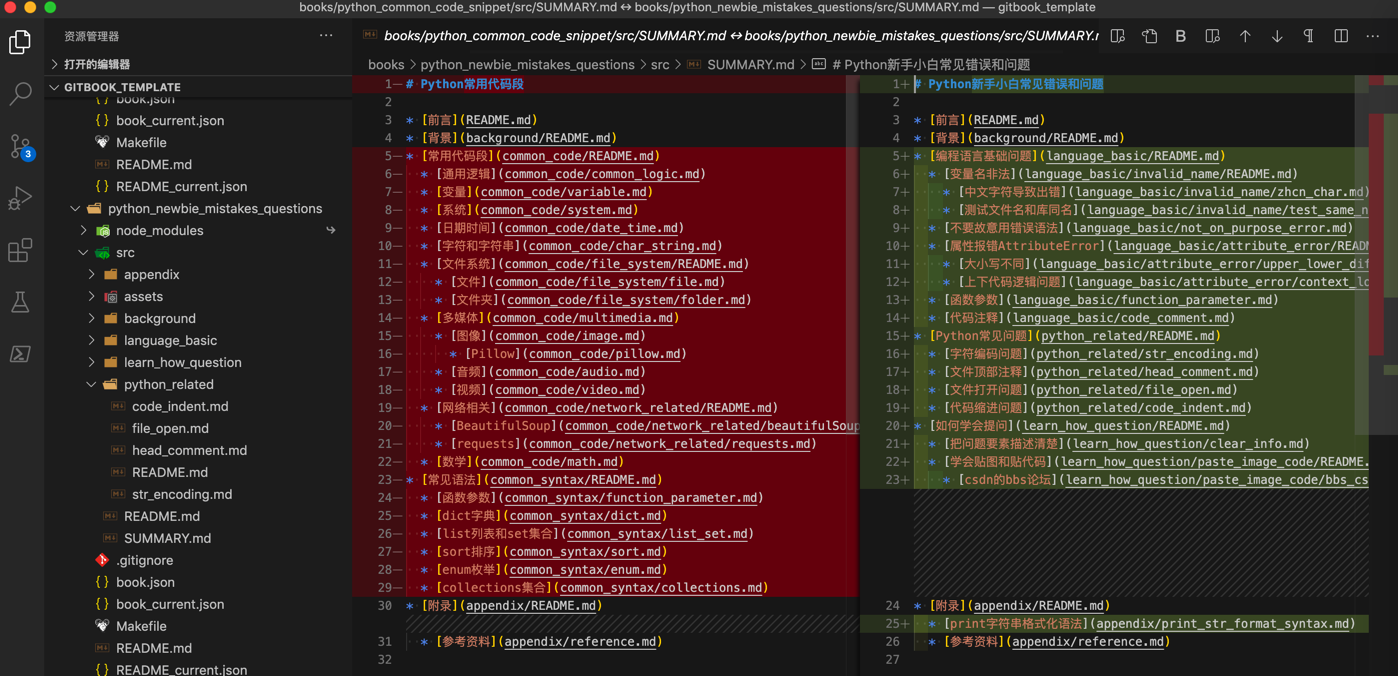 books/python_common_code_snippet/src/SUMMARY.md ↔ books/python_newbie_mistakes_questions/src/SUMMARY.md — gitbook_template
资源管理器
打开的编辑器
GITBOOK_TEMPLATE
book.json
book_current.json
Makefile
README.md
README_current.json
python_newbie_mistakes_questions
node_modules
src
appendix
assets
background
language_basic
learn_how_question
python_related
code_indent.md
file_open.md
head_comment.md
README.md
str_encoding.md
README.md
SUMMARY.md
.gitignore
book.json
book_current.json
Makefile
README.md
README_current.json
3
books/python_common_code_snippet/src/SUMMARY.md ↔ books/python_newbie_mistakes_questions/src/SUMMARY.r
B
books > python_newbie_mistakes_questions > src > SUMMARY.md > # Python新手小白常见错误和问题
1— # Python常用代码段
2
3 * [前言](README.md)
4 * [背景](background/README.md)
5— * [常用代码段](common_code/README.md)
6— * [通用逻辑](common_code/common_logic.md)
7— * [变量](common_code/variable.md)
8— * [系统](common_code/system.md)
9— * [日期时间](common_code/date_time.md)
10— * [字符和字符串](common_code/char_string.md)
11— * [文件系统](common_code/file_system/README.md)
12— * [文件](common_code/file_system/file.md)
13— * [文件夹](common_code/file_system/folder.md)
14— * [多媒体](common_code/multimedia.md)
15— * [图像](common_code/image.md)
16— * [Pillow](common_code/pillow.md)
17— * [音频](common_code/audio.md)
18— * [视频](common_code/video.md)
19— * [网络相关](common_code/network_related/README.md)
20— * [BeautifulSoup](common_code/network_related/beautifulSoup
21— * [requests](common_code/network_related/requests.md)
22— * [数学](common_code/math.md)
23— * [常见语法](common_syntax/README.md)
24— * [函数参数](common_syntax/function_parameter.md)
25— * [dict字典](common_syntax/dict.md)
26— * [list列表和set集合](common_syntax/list_set.md)
27— * [sort排序](common_syntax/sort.md)
28— * [enum枚举](common_syntax/enum.md)
29— * [collections集合](common_syntax/collections.md)
30 * [附录](appendix/README.md)
31 * [参考资料](appendix/reference.md)
32
1+ # Python新手小白常见错误和问题
2
3 * [前言](README.md)
4 * [背景](background/README.md)
5+ * [编程语言基础问题](language_basic/README.md)
6+ * [变量名非法](language_basic/invalid_name/README.md)
7+ * [中文字符导致出错](language_basic/invalid_name/zhcn_char.md)
8+ * [测试文件名和库同名](language_basic/invalid_name/test_same_n
9+ * [不要故意用错误语法](language_basic/not_on_purpose_error.md)
10+ * [属性报错AttributeError](language_basic/attribute_error/READ
11+ * [大小写不同](language_basic/attribute_error/upper_lower_dif
12+ * [上下代码逻辑问题](language_basic/attribute_error/context_lo
13+ * [函数参数](language_basic/function_parameter.md)
14+ * [代码注释](language_basic/code_comment.md)
15+ * [Python常见问题](python_related/README.md)
16+ * [字符编码问题](python_related/str_encoding.md)
17+ * [文件顶部注释](python_related/head_comment.md)
18+ * [文件打开问题](python_related/file_open.md)
19+ * [代码缩进问题](python_related/code_indent.md)
20+ * [如何学会提问](learn_how_question/README.md)
21+ * [把问题要素描述清楚](learn_how_question/clear_info.md)
22+ * [学会贴图和贴代码](learn_how_question/paste_image_code/README.
23+ * [csdn的bbs论坛](learn_how_question/paste_image_code/bbs_cs
24 * [附录](appendix/README.md)
25+ * [print字符串格式化语法](appendix/print_str_format_syntax.md)
26 * [参考资料](appendix/reference.md)
27